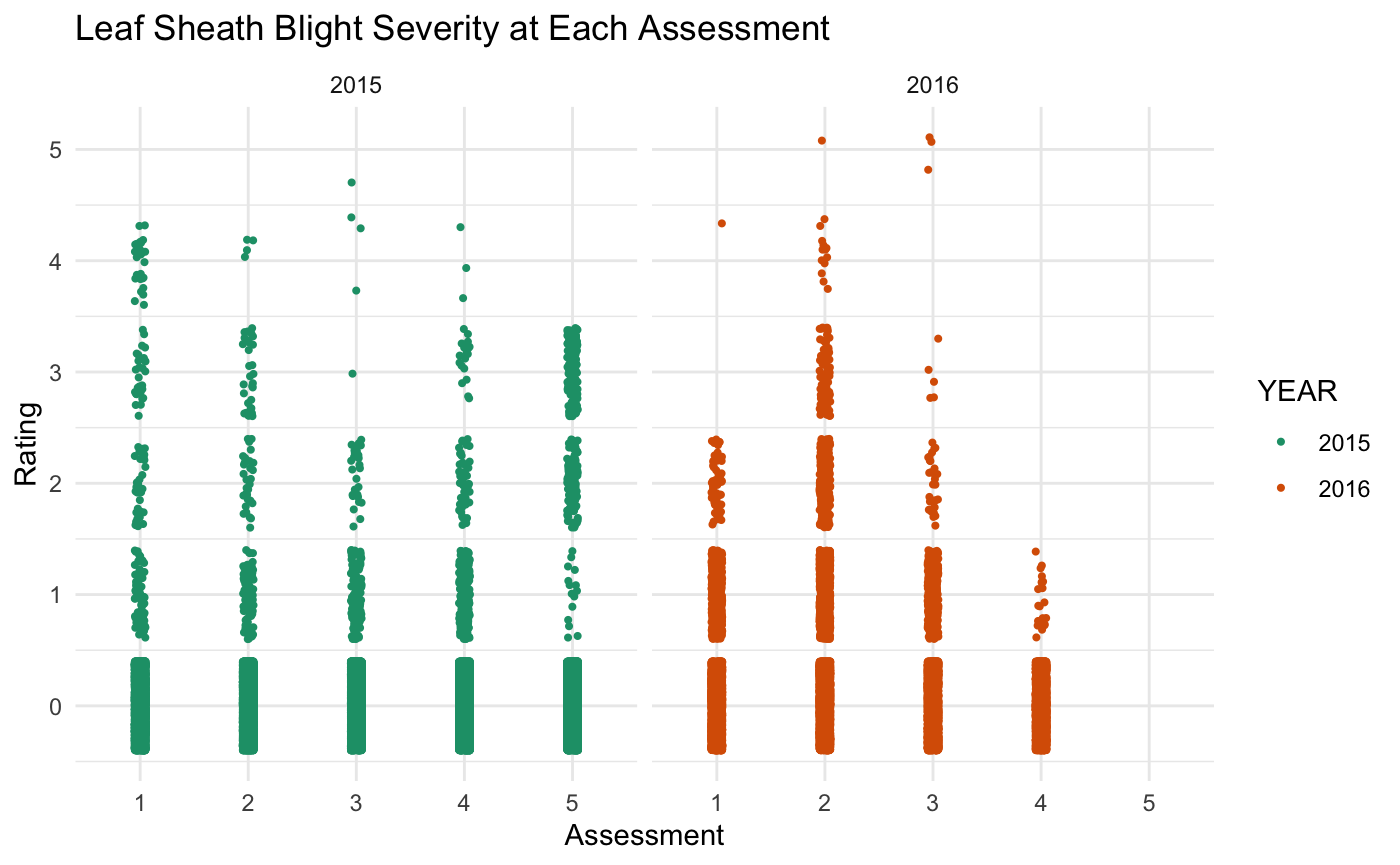 Leaf Sheath Blight Severity at Each Assessment
2015
2016
5
4
3
2
1
0
Rating
1 2 3 4 5
1 2 3 4 5
Assessment
YEAR
2015
2016